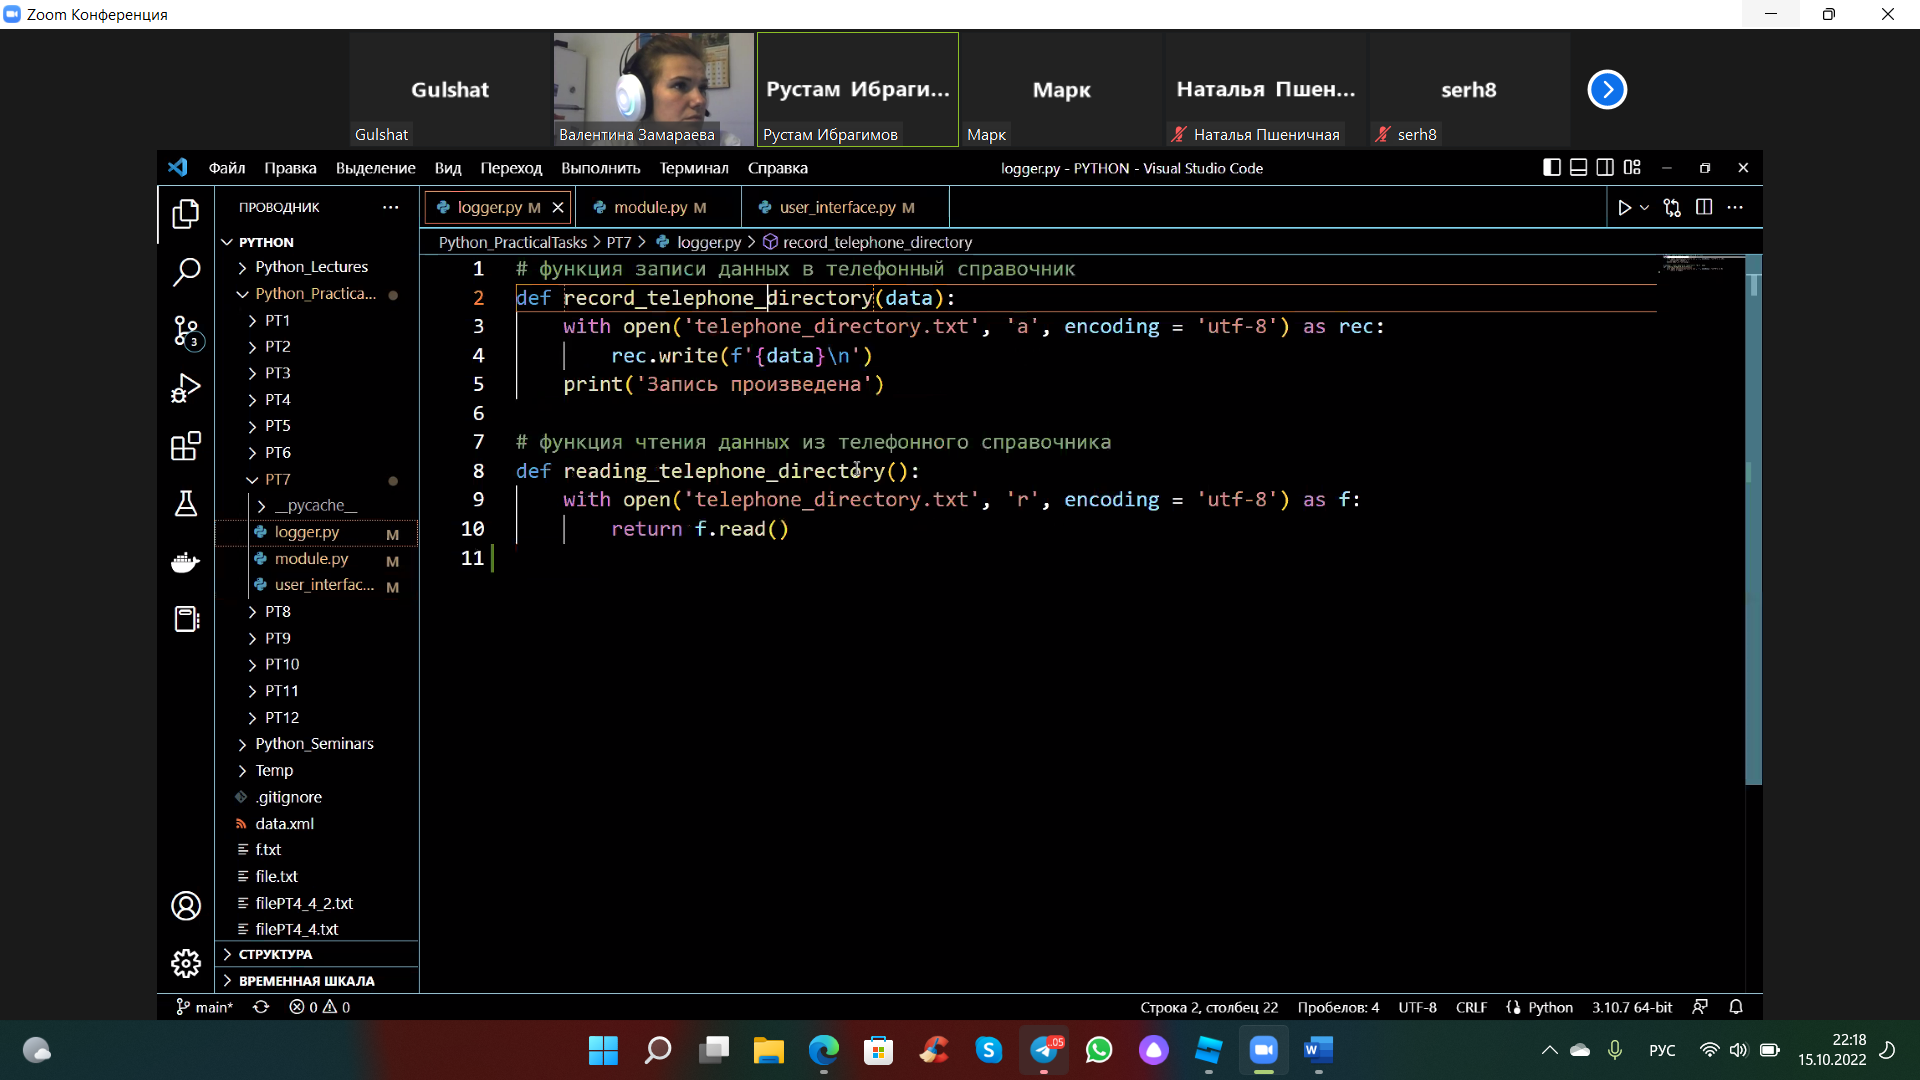 Zoom Конференция
Gulshat
Рустам Ибраги...
Марк
Наталья Пшен...
serh8
Gulshat
Валентина Замараева
Рустам Ибрагимов
Марк
Наталья Пшеничная
serh8
Файл Правка Выделение Вид Переход Выполнить Терминал Справка
logger.py - PYTHON - Visual Studio Code
ПРОВОДНИК ...
logger.py M
module.py M
user_interface.py M
Python_PracticalTasks > PT7 > logger.py > record_telephone_directory
PYTHON
Python_Lectures
Python_Practica...
PT1
PT2
PT3
PT4
PT5
PT6
PT7
__pycache__
logger.py M
module.py M
user_interfac... M
PT8
PT9
PT10
PT11
PT12
Python_Seminars
Temp
.gitignore
data.xml
f.txt
file.txt
filePT4_4_2.txt
filePT4_4.txt
СТРУКТУРА
ВРЕМЕННАЯ ШКАЛА
3
1 # функция записи данных в телефонный справочник
2 def record_telephone_directory(data):
3 with open('telephone_directory.txt', 'a', encoding = 'utf-8') as rec:
4 rec.write(f'{data}\n')
5 print('Запись произведена')
6
7 # функция чтения данных из телефонного справочника
8 def reading_telephone_directory():
9 with open('telephone_directory.txt', 'r', encoding = 'utf-8') as f:
10 return f.read()
11
main* 0 0
Строка 2, столбец 22 Пробелов: 4 UTF-8 CRLF Python 3.10.7 64-bit
.05
РУС
22:18
15.10.2022